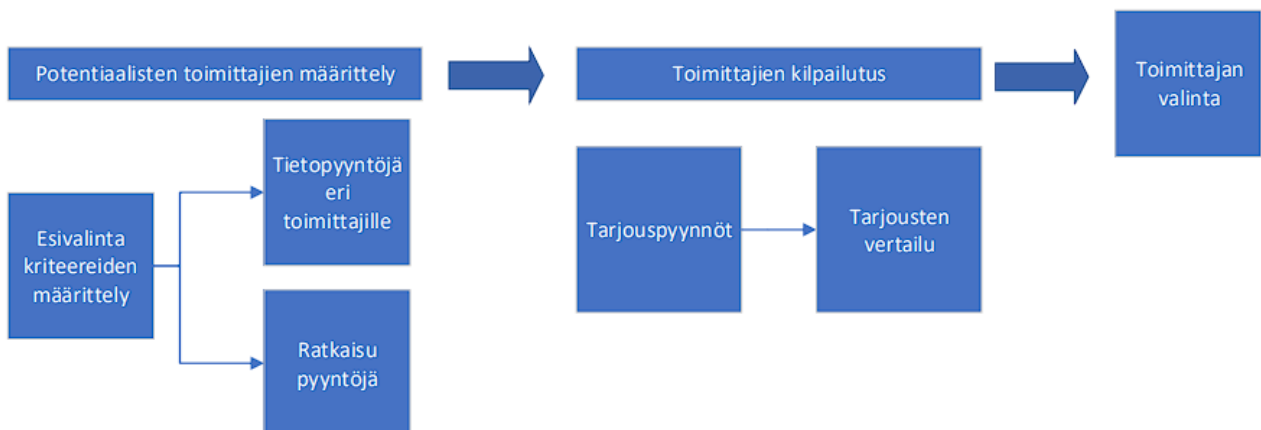 Potentiaalisten toimittajien määrittely
Toimittajien kilpailutus
Toimittajan
valinta
Esivalinta
kriteereiden
määrittely
Tietopyyntöjä
eri
toimittajille
Ratkaisu
pyyntöjä
Tarjouspyynnöt
Tarjousten
vertailu